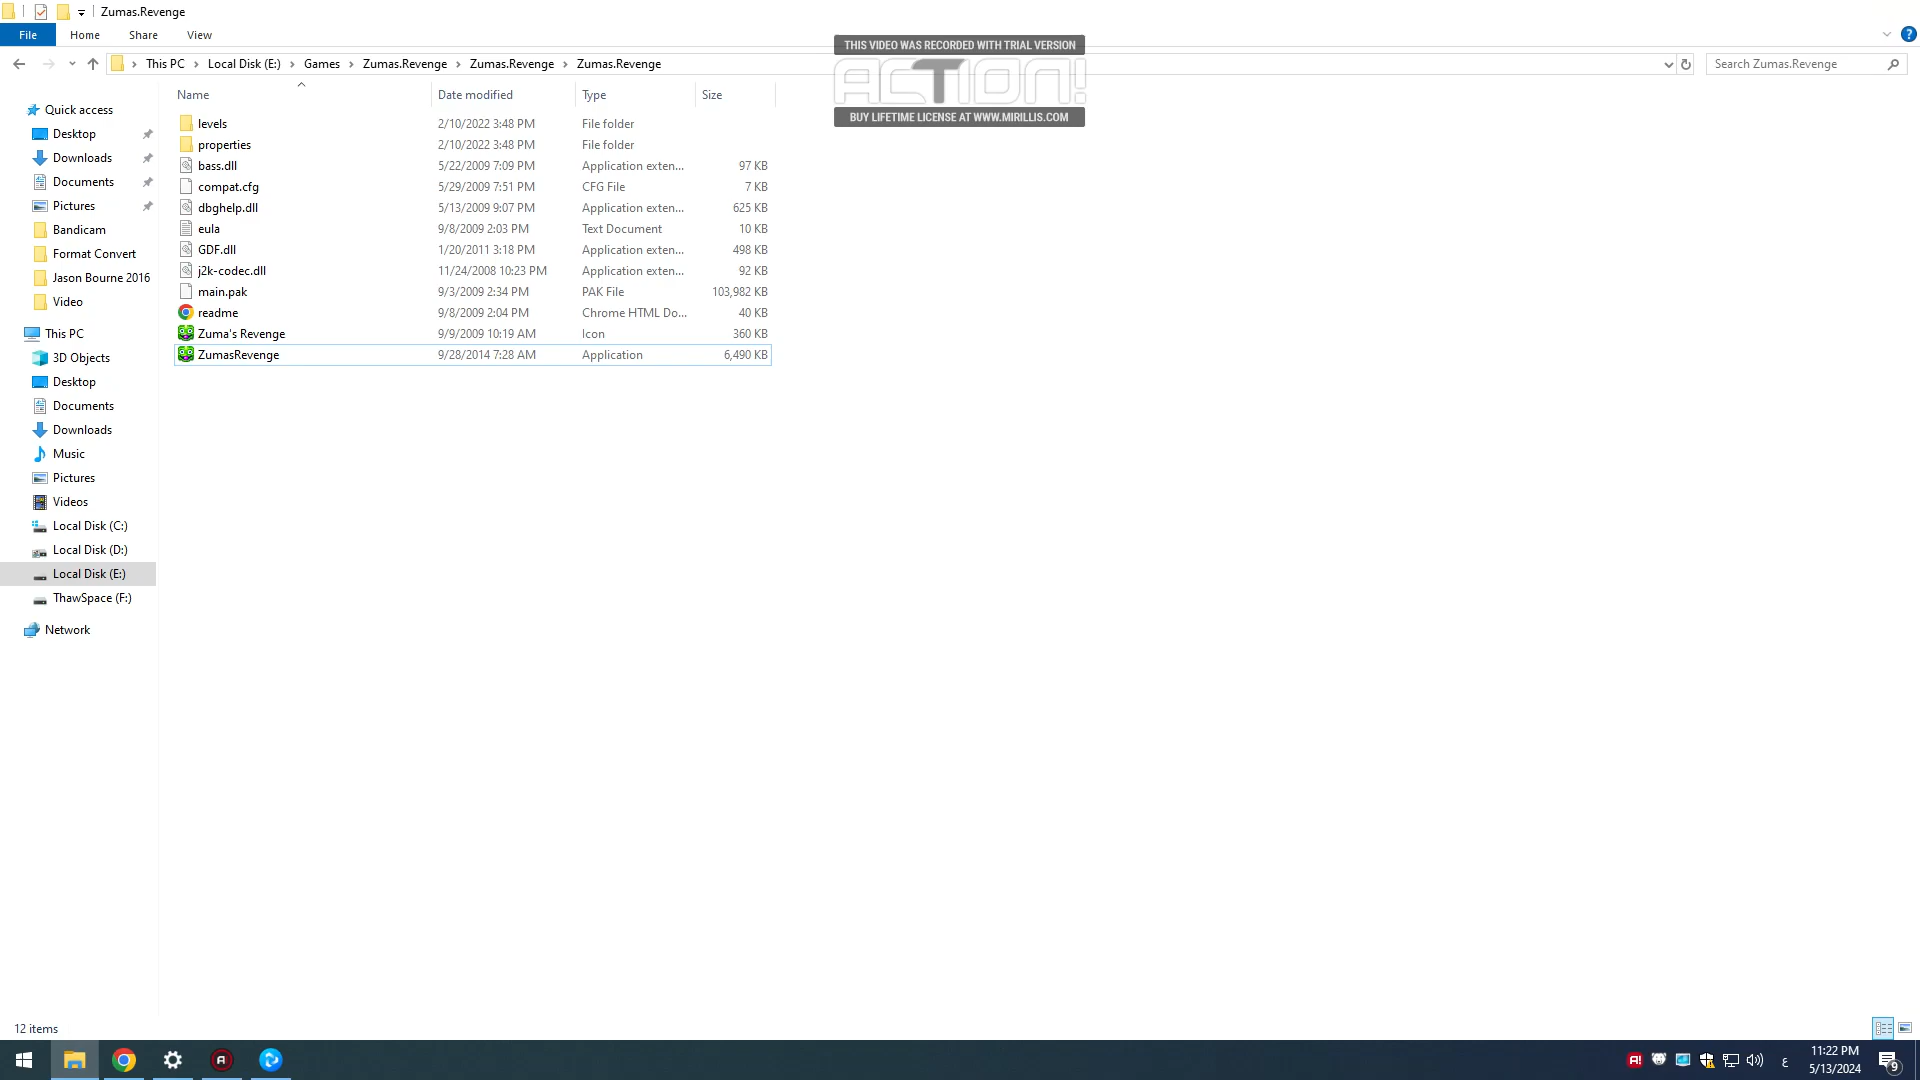 Zumas.Revenge
File Home Share View
This PC Local Disk (E:) Games Zumas.Revenge Zumas.Revenge Zumas.Revenge
Search Zumas.Revenge
THIS VIDEO WAS RECORDED WITH TRIAL VERSION
ACTION!
BUY LIFETIME LICENSE AT WWW.MIRILLIS.COM
Quick access
Desktop
Downloads
Documents
Pictures
Bandicam
Format Convert
Jason Bourne 2016
Video
This PC
3D Objects
Desktop
Documents
Downloads
Music
Pictures
Videos
Local Disk (C:)
Local Disk (D:)
Local Disk (E:)
ThawSpace (F:)
Network
Name Date modified Type Size
levels 2/10/2022 3:48 PM File folder
properties 2/10/2022 3:48 PM File folder
bass.dll 5/22/2009 7:09 PM Application exten... 97 KB
compat.cfg 5/29/2009 7:51 PM CFG File 7 KB
dbghelp.dll 5/13/2009 9:07 PM Application exten... 625 KB
eula 9/8/2009 2:03 PM Text Document 10 KB
GDF.dll 1/20/2011 3:18 PM Application exten... 498 KB
j2k-codec.dll 11/24/2008 10:23 PM Application exten... 92 KB
main.pak 9/3/2009 2:34 PM PAK File 103,982 KB
readme 9/8/2009 2:04 PM Chrome HTML Do... 40 KB
Zuma's Revenge 9/9/2009 10:19 AM Icon 360 KB
ZumasRevenge 9/28/2014 7:28 AM Application 6,490 KB
12 items
ع
11:22 PM
5/13/2024
9